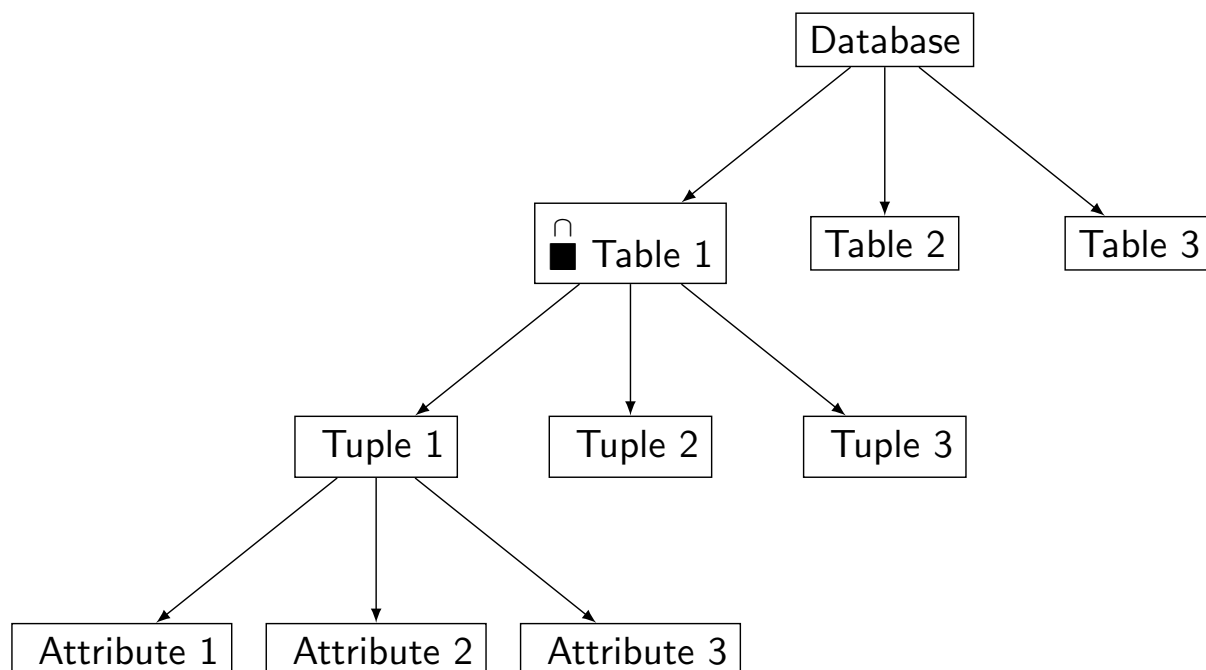 Database
Table 1
Table 2
Table 3
Tuple 1
Tuple 2
Tuple 3
Attribute 1
Attribute 2
Attribute 3